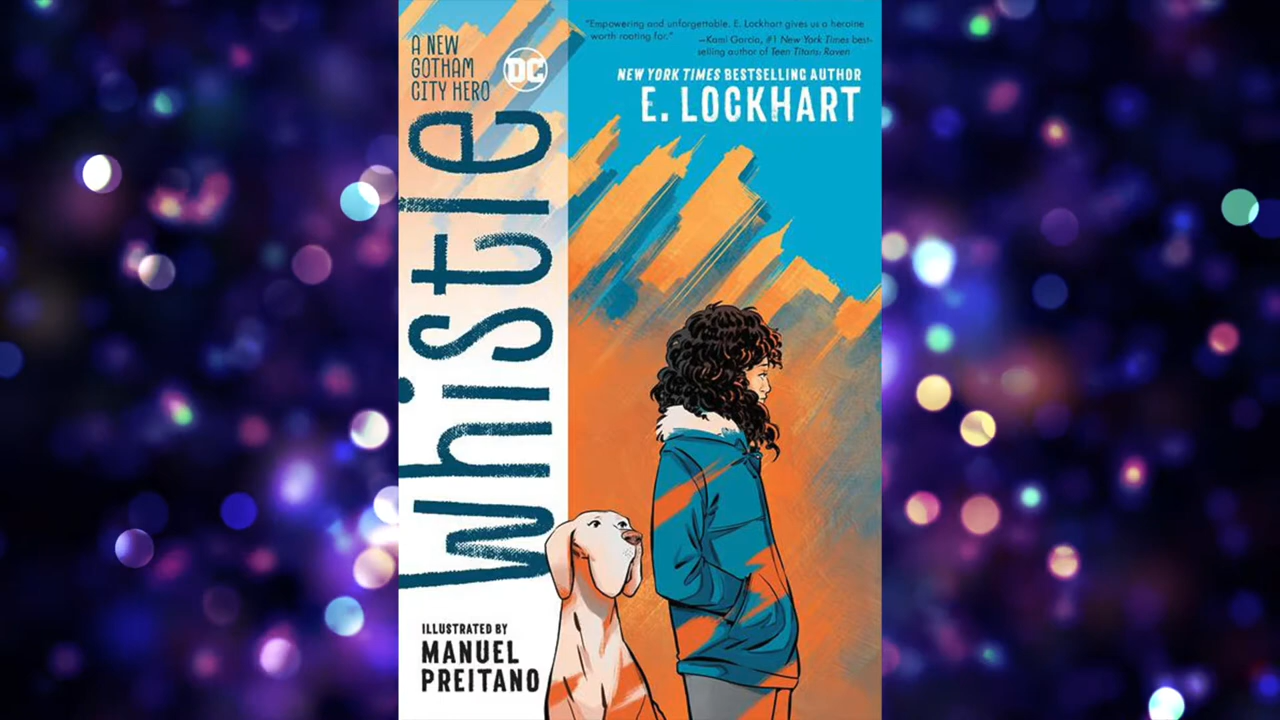 A NEW
GOTHAM
CITY HERO
DC
whistle
"Empowering and unforgettable. E. Lockhart gives us a heroine
worth rooting for." —Kami Garcia, #1 New York Times best-
selling author of Teen Titans: Raven
NEW YORK TIMES BESTSELLING AUTHOR
E. LOCKHART
ILLUSTRATED BY
MANUEL
PREITANO